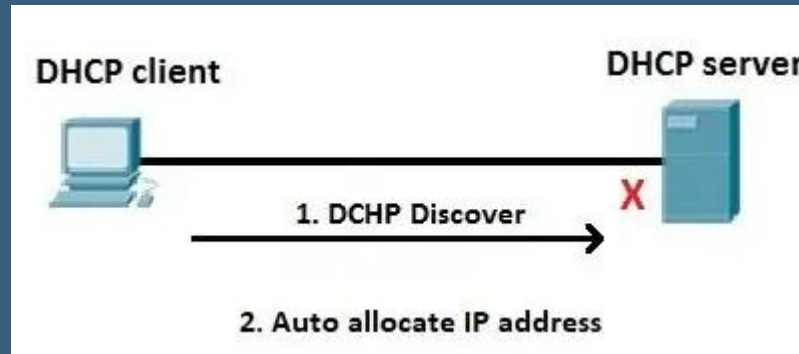 DHCP client
DHCP server
X
1. DCHP Discover
2. Auto allocate IP address